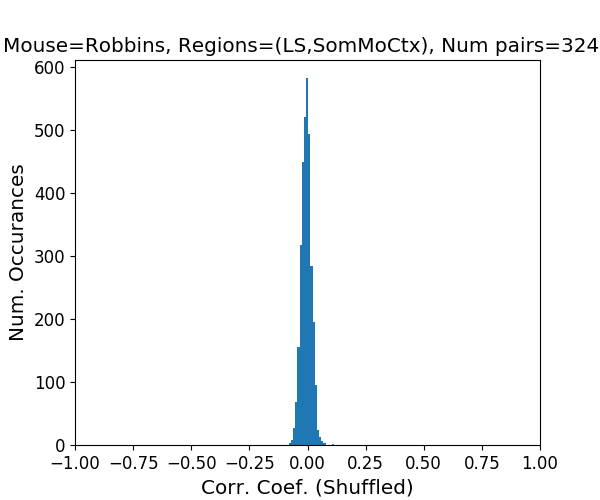 Mouse=Robbins, Regions=(LS,SomMoCtx), Num pairs=324
600
500
400
300
200
100
0
Num. Occurances
−1.00 −0.75 −0.50 −0.25 0.00 0.25 0.50 0.75 1.00
Corr. Coef. (Shuffled)